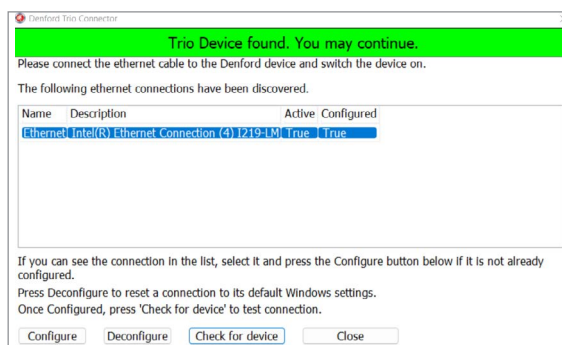 Denford Trio Connector
Trio Device found. You may continue.
Please connect the ethernet cable to the Denford device and switch the device on.
The following ethernet connections have been discovered.
Name Description Active Configured
Ethernet Intel(R) Ethernet Connection (4) I219-LM True True
If you can see the connection in the list, select it and press the Configure button below if it is not already
configured.
Press Deconfigure to reset a connection to its default Windows settings.
Once Configured, press 'Check for device' to test connection.
Configure Deconfigure Check for device Close